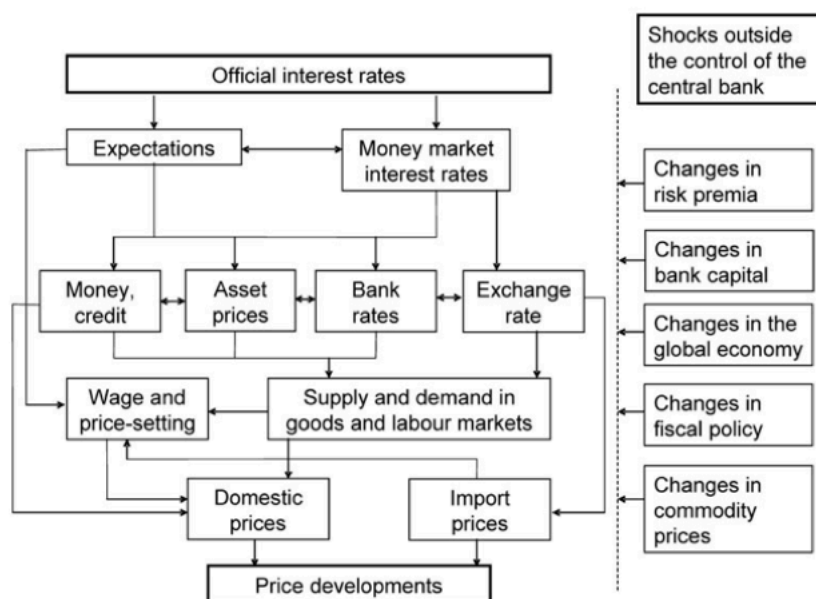 Official interest rates
Shocks outside
the control of the
central bank
Expectations
Money market
interest rates
Changes in
risk premia
Changes in
bank capital
Money,
credit
Asset
prices
Bank
rates
Exchange
rate
Changes in the
global economy
Wage and
price-setting
Supply and demand in
goods and labour markets
Changes in
fiscal policy
Domestic
prices
Import
prices
Changes in
commodity
prices
Price developments